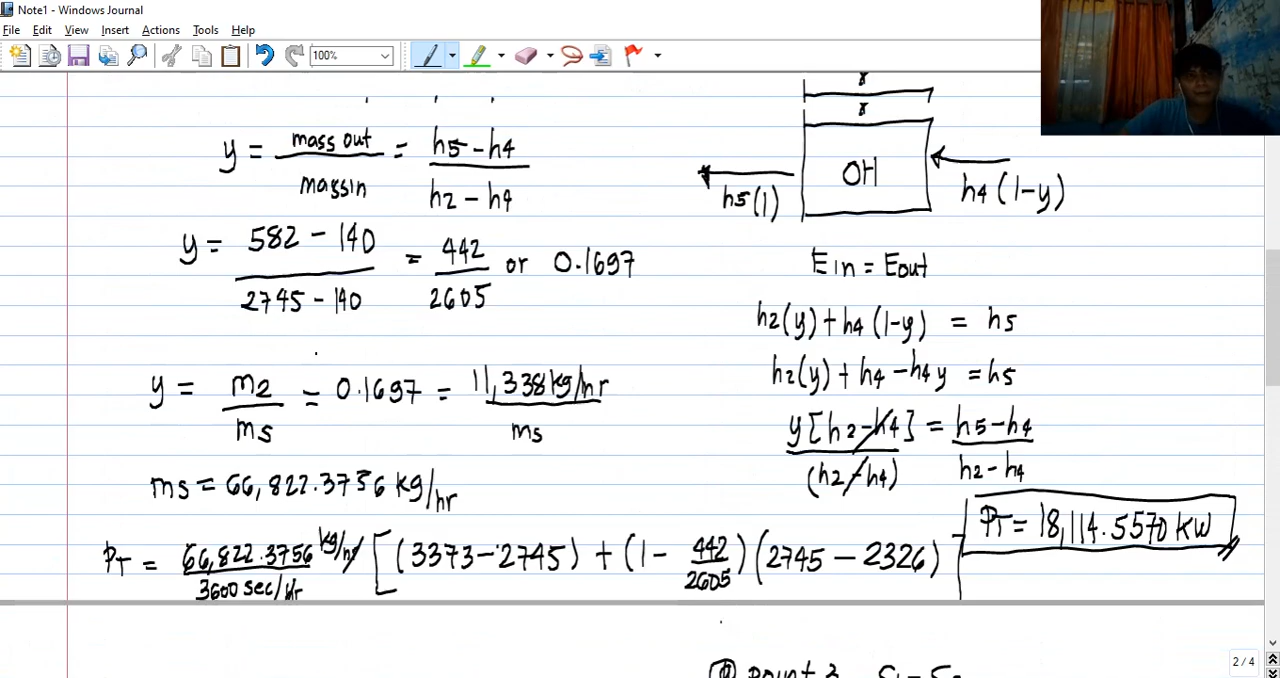 Note1 - Windows Journal
File Edit View Insert Actions Tools Help
100%
y = mass out / mass in = h5 - h4 / h2 - h4
y = 582 - 140 / 2745 - 140 = 442 / 2605 or 0.1697
y = m2 / ms = 0.1697 = 11,338 kg/hr / ms
ms = 66,822.3756 kg/hr
OH
h5(1)
h4(1-y)
Ein = Eout
h2(y) + h4(1-y) = h5
h2(y) + h4 - h4y = h5
y[h2 - h4] / (h2 - h4) = h5 - h4 / h2 - h4
PT = 66,822.3756 kg/hr / 3600 sec/hr [(3373 - 2745) + (1 - 442/2605)(2745 - 2326)]
PT = 18,114.5570 KW
@ point 3
2 / 4